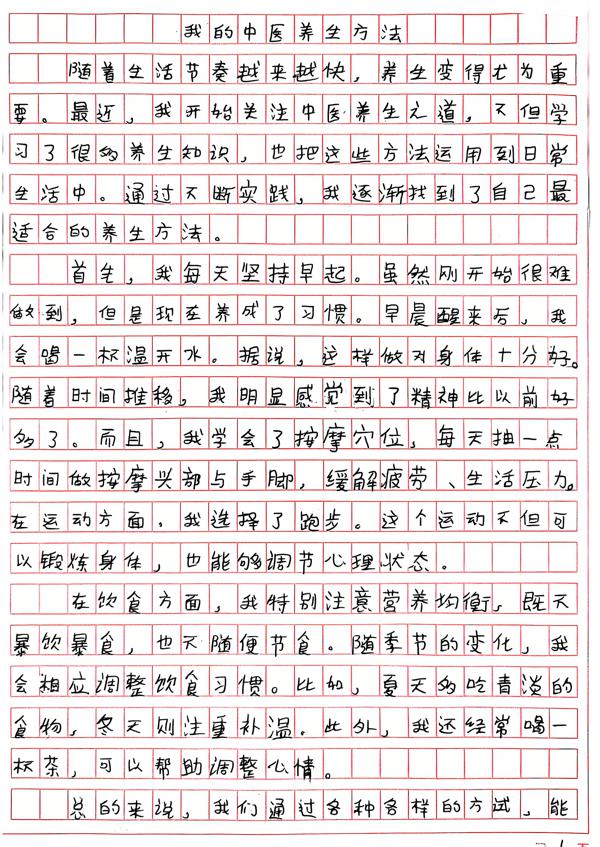 我的中医养生方法
随着生活节奏越来越快，养生变得尤为重
要。最近，我开始关注中医养生之道，不但学
习了很多养生知识，也把这些方法运用到日常
生活中。通过不断实践，我逐渐找到了自己最
适合的养生方法。
首先，我每天坚持早起。虽然刚开始很难
做到，但是现在养成了习惯。早晨醒来后，我
会喝一杯温开水。据说，这样做对身体十分好。
随着时间推移，我明显感觉到了精神比以前好
多了。而且，我学会了按摩穴位，每天抽一点
时间做按摩头部与手脚，缓解疲劳、生活压力。
在运动方面，我选择了跑步。这个运动不但可
以锻炼身体，也能够调节心理状态。
在饮食方面，我特别注意营养均衡，既不
暴饮暴食，也不随便节食。随季节的变化，我
会相应调整饮食习惯。比如，夏天多吃青淡的
食物，冬天则注重补温。此外，我还经常喝一
杯茶，可以帮助调整心情。
总的来说，我们通过各种各样的方试，能